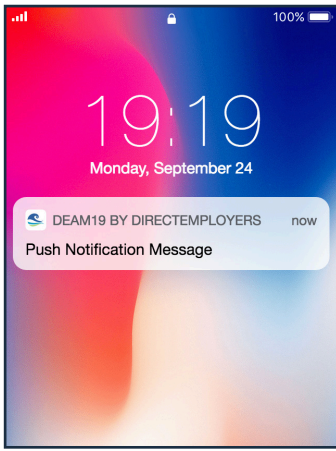 100%
19:19
Monday, September 24
DEAM19 BY DIRECTEMPLOYERS now
Push Notification Message